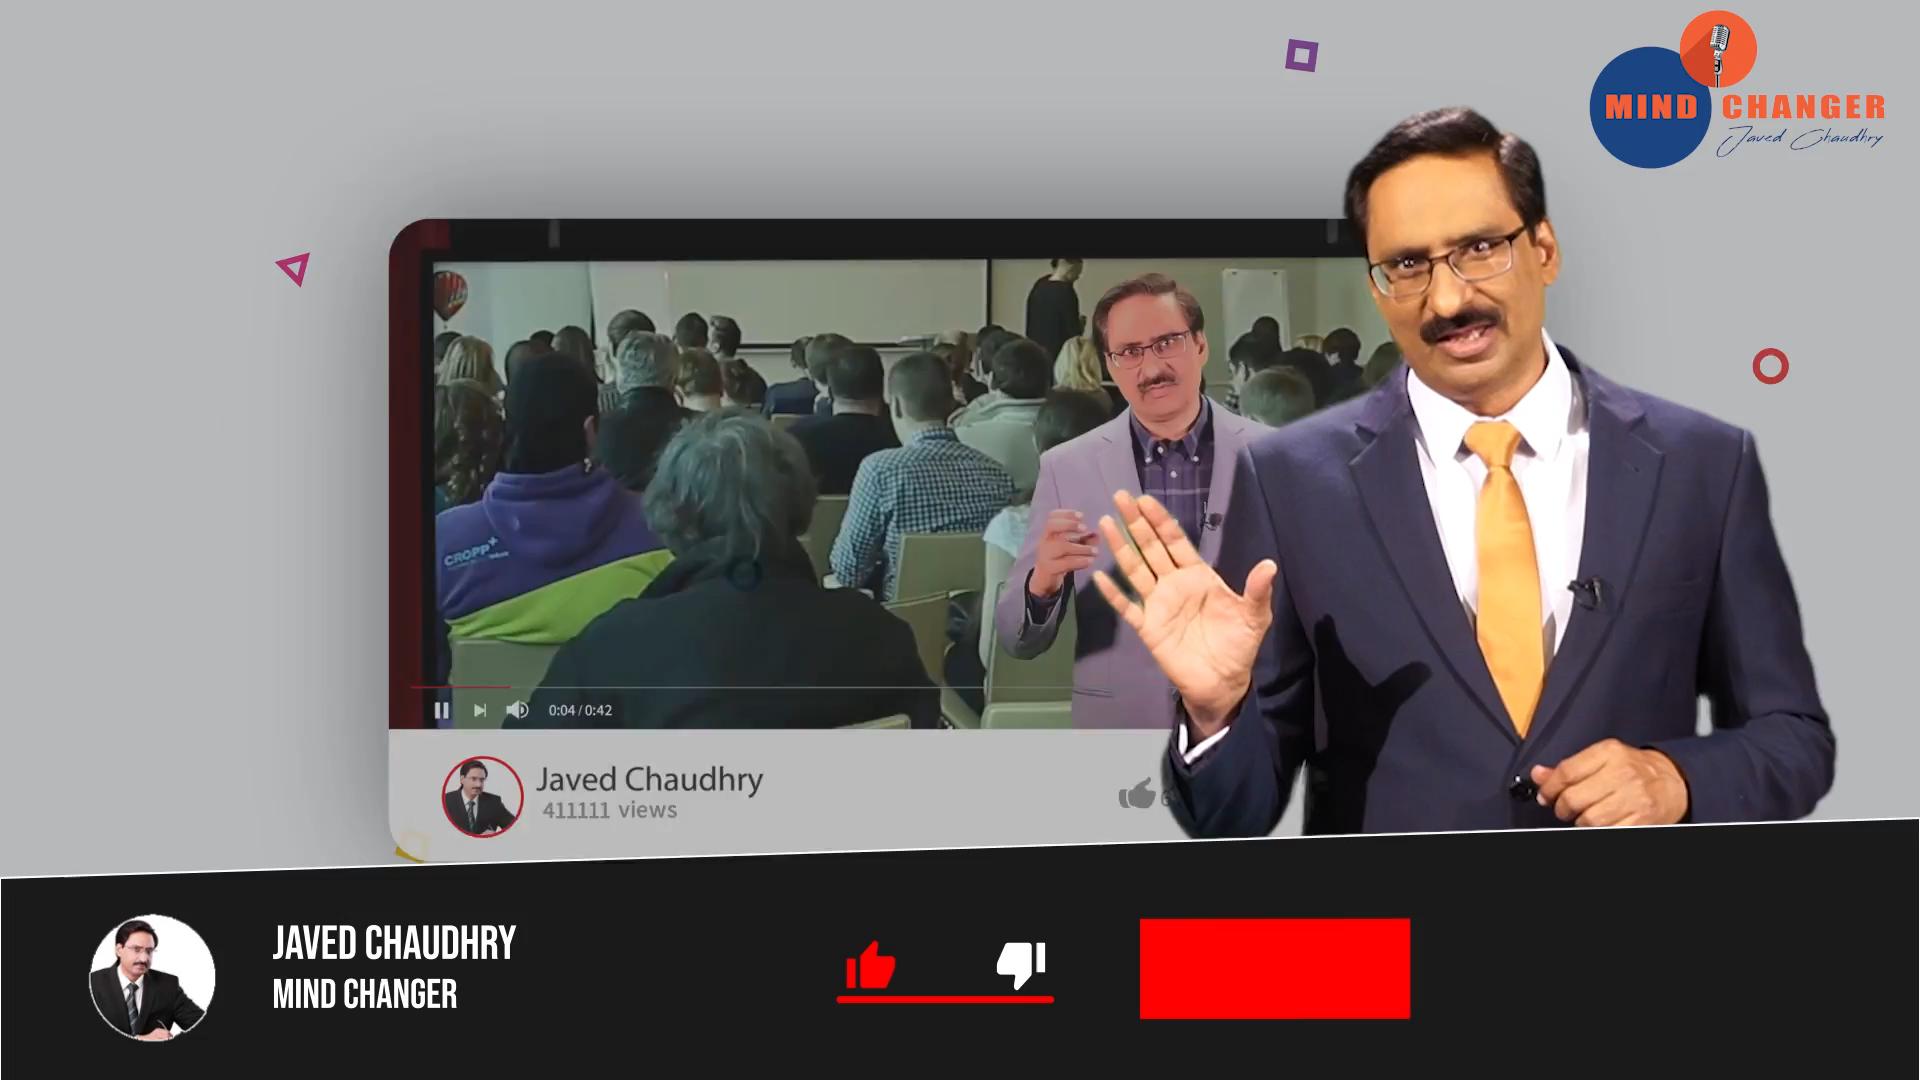 MIND CHANGER
Javed Chaudhry
CROPP+
0:04 / 0:42
Javed Chaudhry
411111 views
JAVED CHAUDHRY
MIND CHANGER